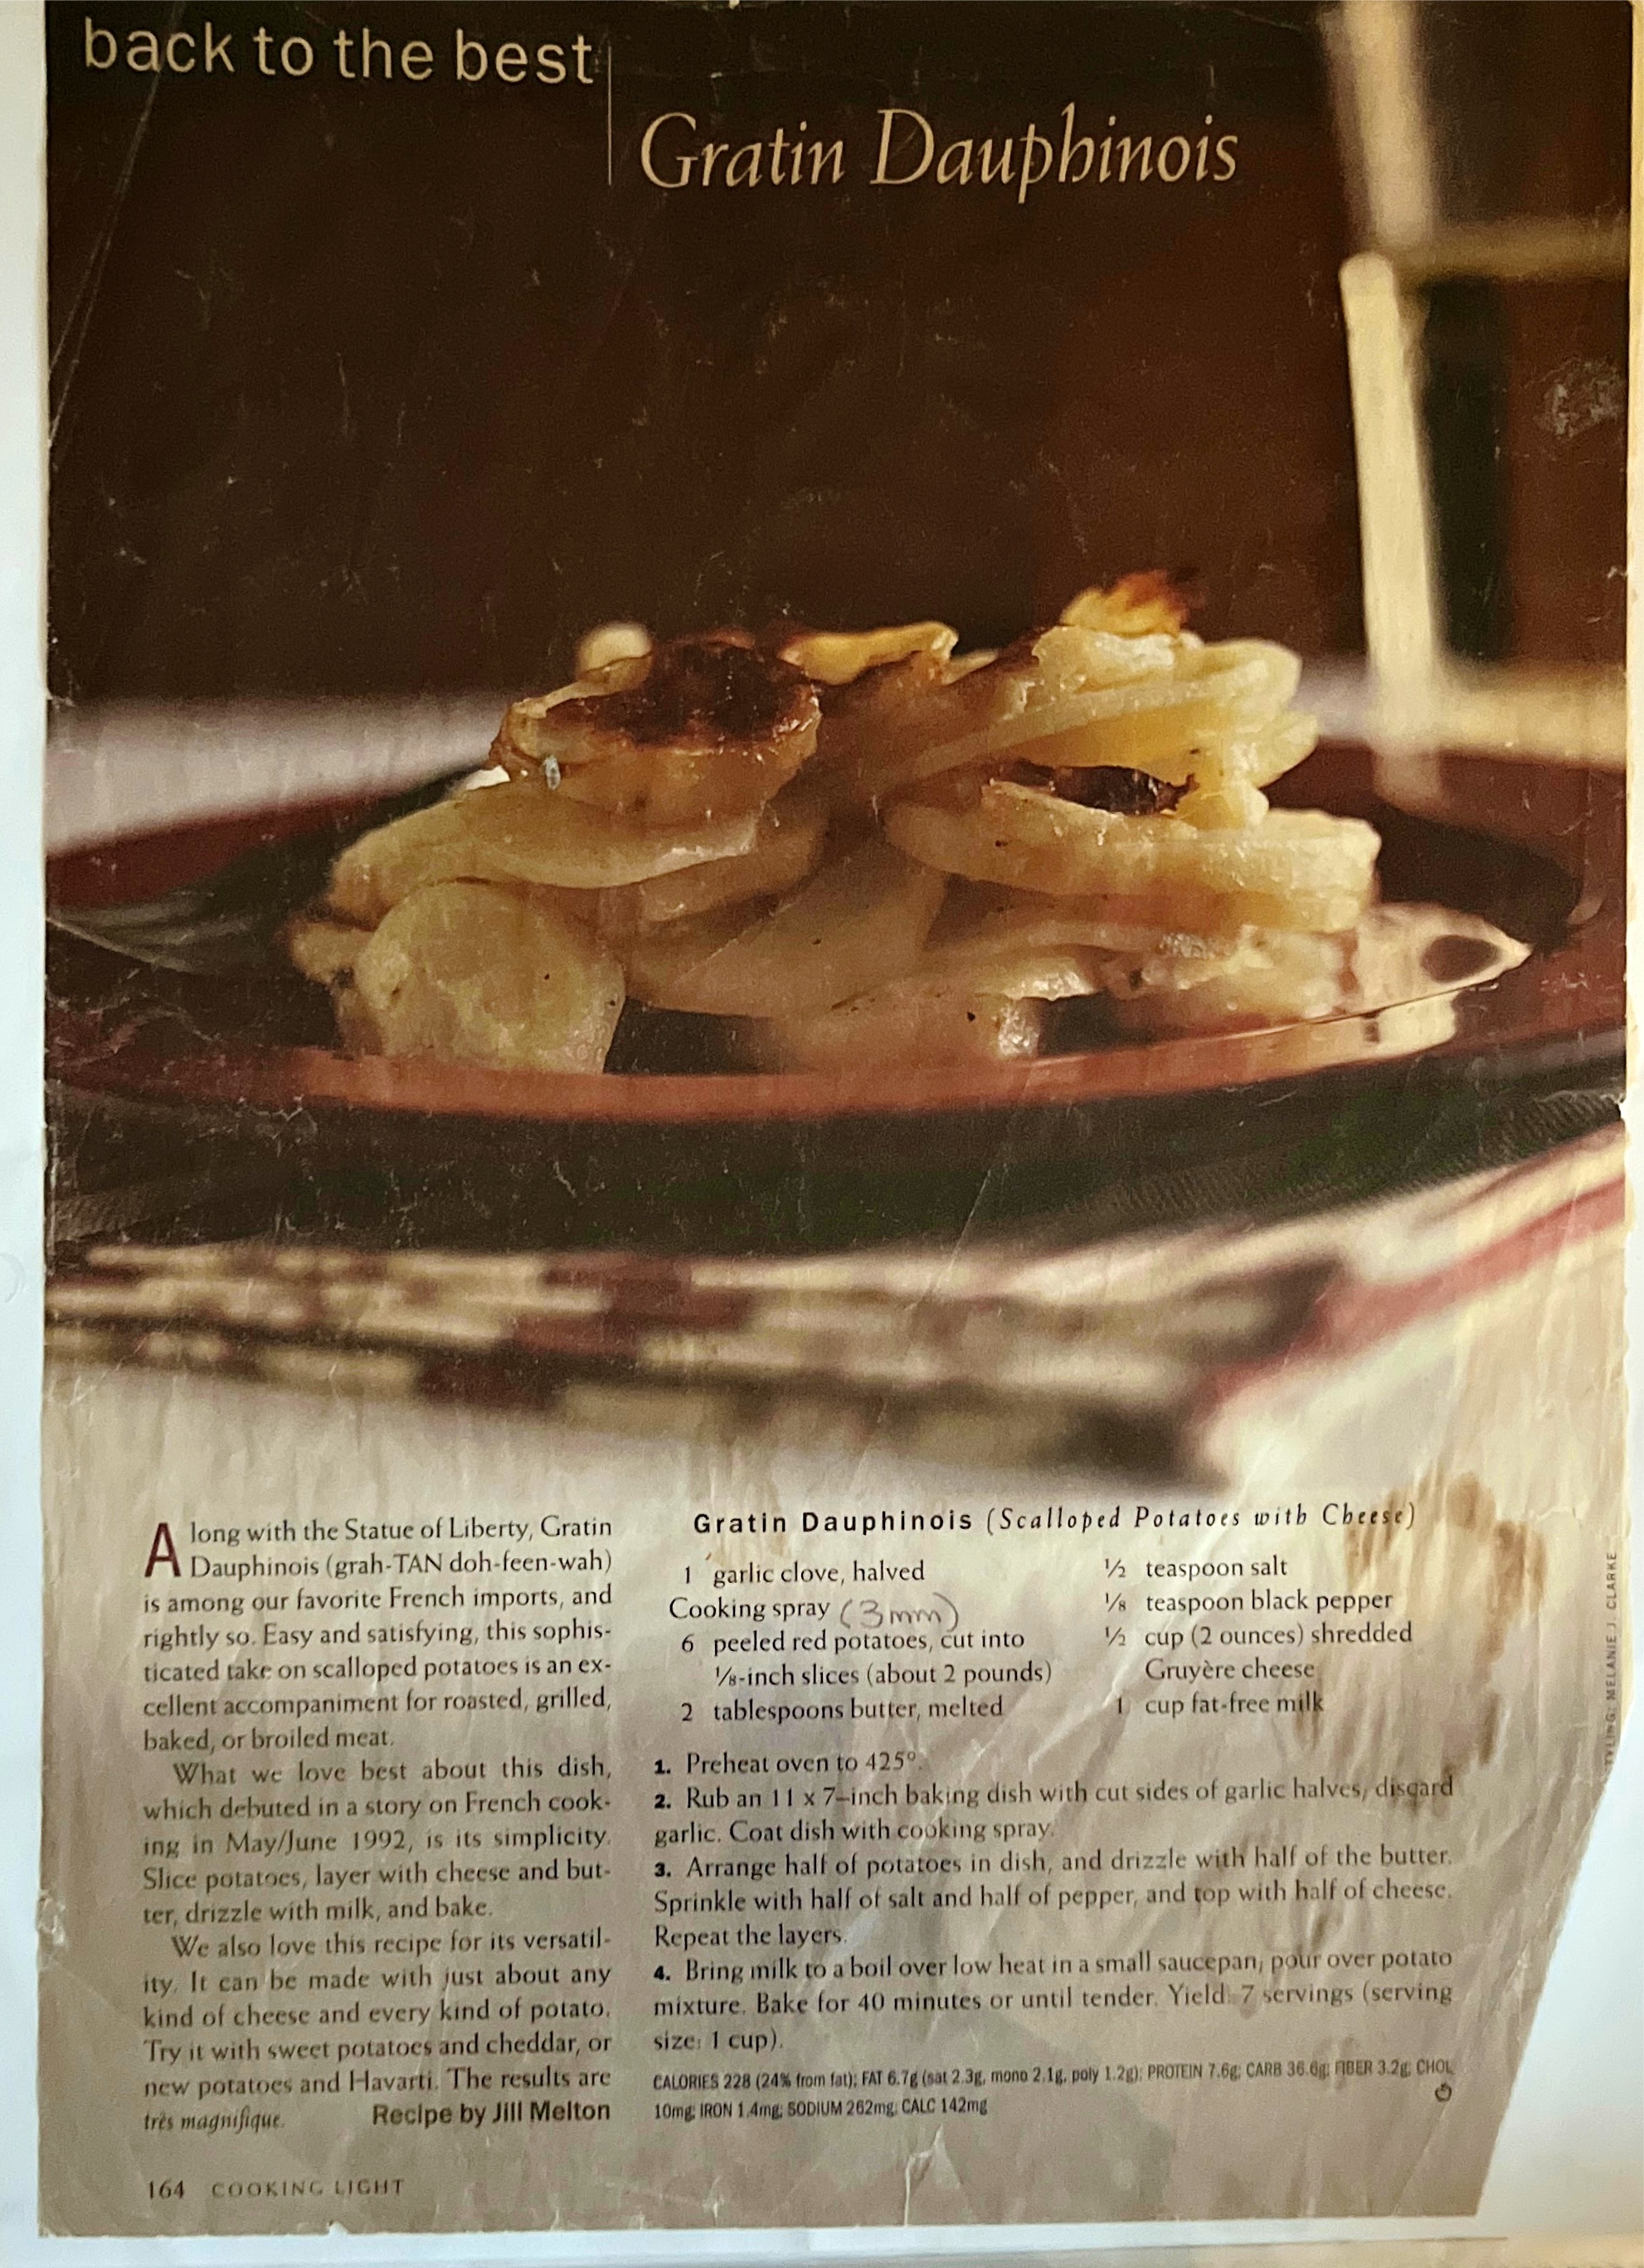 back to the best
Gratin Dauphinois
Along with the Statue of Liberty, Gratin
Dauphinois (grah-TAN doh-feen-wah)
is among our favorite French imports, and
rightly so. Easy and satisfying, this sophis-
ticated take on scalloped potatoes is an ex-
cellent accompaniment for roasted, grilled,
baked, or broiled meat.
What we love best about this dish,
which debuted in a story on French cook-
ing in May/June 1992, is its simplicity.
Slice potatoes, layer with cheese and but-
ter, drizzle with milk, and bake.
We also love this recipe for its versatil-
ity. It can be made with just about any
kind of cheese and every kind of potato.
Try it with sweet potatoes and cheddar, or
new potatoes and Havarti. The results are
très magnifique. Recipe by Jill Melton
Gratin Dauphinois (Scalloped Potatoes with Cheese)
1 garlic clove, halved
Cooking spray (3mm)
6 peeled red potatoes, cut into
1/8-inch slices (about 2 pounds)
2 tablespoons butter, melted
1/2 teaspoon salt
1/8 teaspoon black pepper
1/2 cup (2 ounces) shredded
Gruyère cheese
1 cup fat-free milk
1. Preheat oven to 425°.
2. Rub an 11 x 7–inch baking dish with cut sides of garlic halves; discard
garlic. Coat dish with cooking spray.
3. Arrange half of potatoes in dish, and drizzle with half of the butter.
Sprinkle with half of salt and half of pepper, and top with half of cheese.
Repeat the layers.
4. Bring milk to a boil over low heat in a small saucepan; pour over potato
mixture. Bake for 40 minutes or until tender. Yield: 7 servings (serving
size: 1 cup).
CALORIES 228 (24% from fat); FAT 6.7g (sat 2.3g, mono 2.1g, poly 1.2g); PROTEIN 7.6g; CARB 36.6g; FIBER 3.2g; CHOL
10mg; IRON 1.4mg; SODIUM 262mg; CALC 142mg
164 COOKING LIGHT
MELANIE J. CLARKE